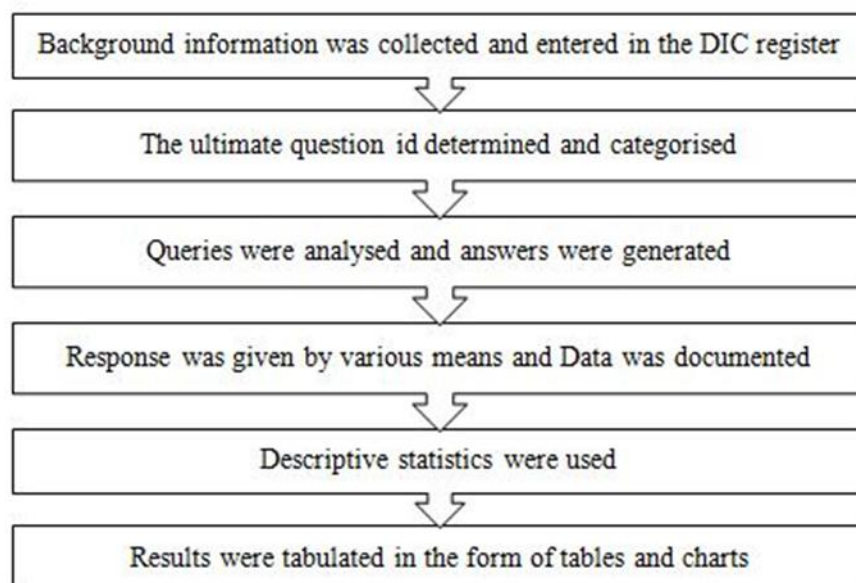 Background information was collected and entered in the DIC register
The ultimate question id determined and categorised
Queries were analysed and answers were generated
Response was given by various means and Data was documented
Descriptive statistics were used
Results were tabulated in the form of tables and charts